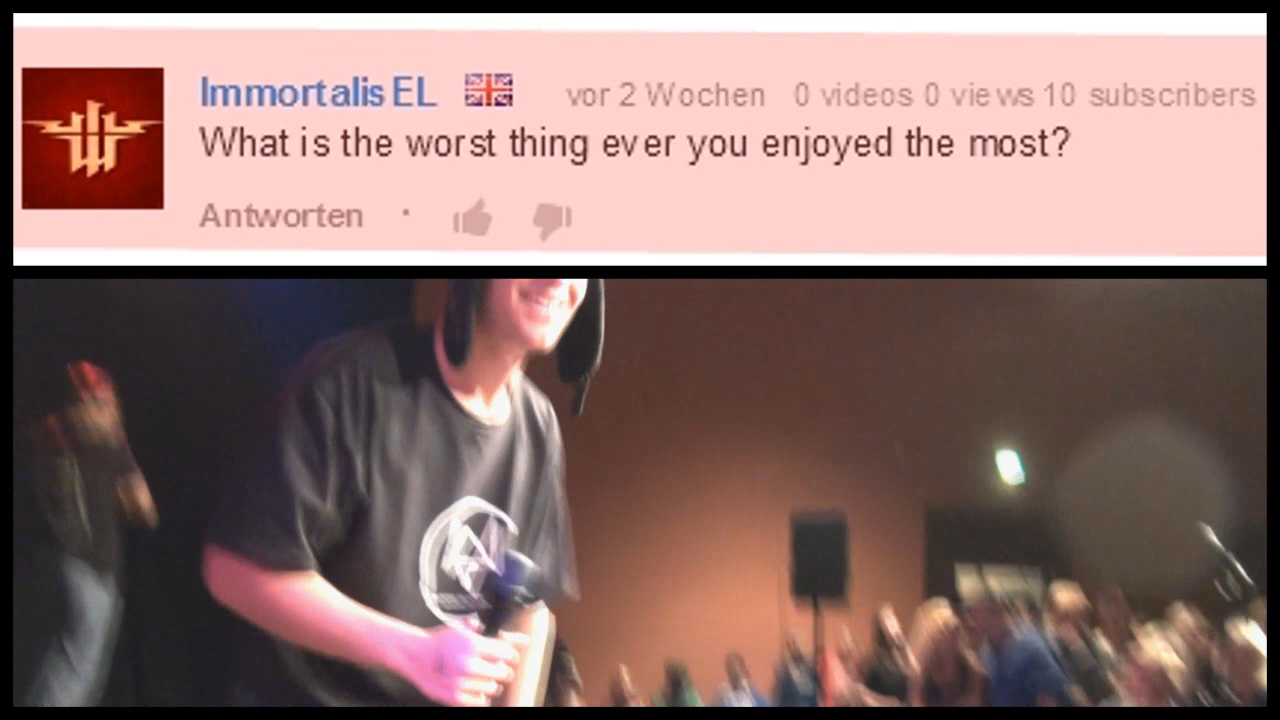 Immortalis EL vor 2 Wochen 0 videos 0 views 10 subscribers
What is the worst thing ever you enjoyed the most?
Antworten ·